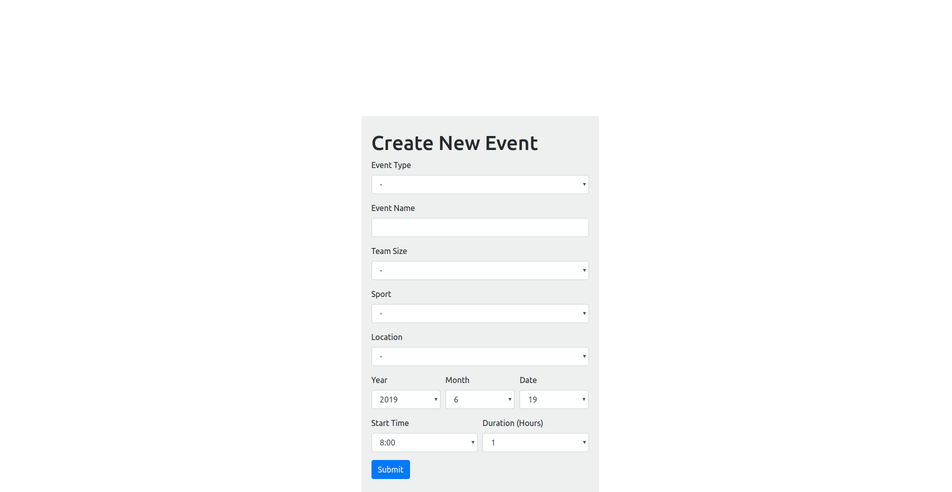 Create New Event
Event Type
-
Event Name
Team Size
-
Sport
-
Location
-
Year Month Date
2019 6 19
Start Time Duration (Hours)
8:00 1
Submit